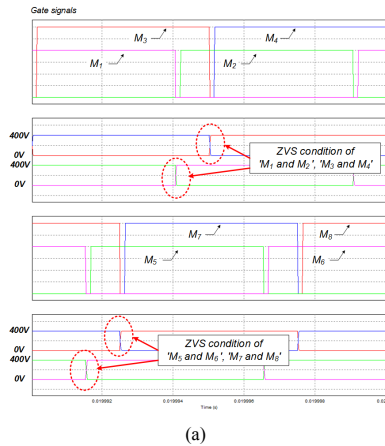 Gate signals
M3 M4
M1 M2
400V
0V
400V
0V
ZVS condition of
'M1 and M2', 'M3 and M4'
M7 M8
M5 M6
400V
0V
400V
0V
ZVS condition of
'M5 and M6', 'M7 and M8'
0.019992 0.019994 0.019996 0.019998 0.02
Time (s)
(a)